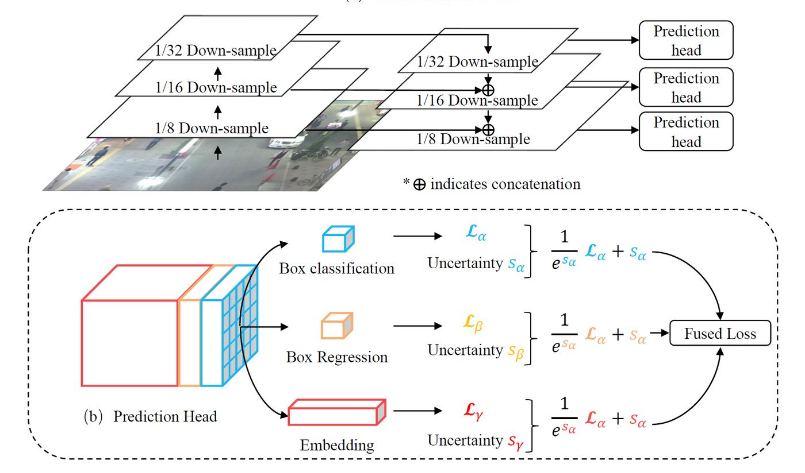 1/32 Down-sample
1/16 Down-sample
1/8 Down-sample
1/32 Down-sample
1/16 Down-sample
1/8 Down-sample
Prediction
head
Prediction
head
Prediction
head
* ⊕ indicates concatenation
Box classification
ℒα
Uncertainty sα
1/e^sα ℒα + sα
Box Regression
ℒβ
Uncertainty sβ
1/e^sα ℒα + sα
Fused Loss
(b) Prediction Head
Embedding
ℒγ
Uncertainty sγ
1/e^sα ℒα + sα